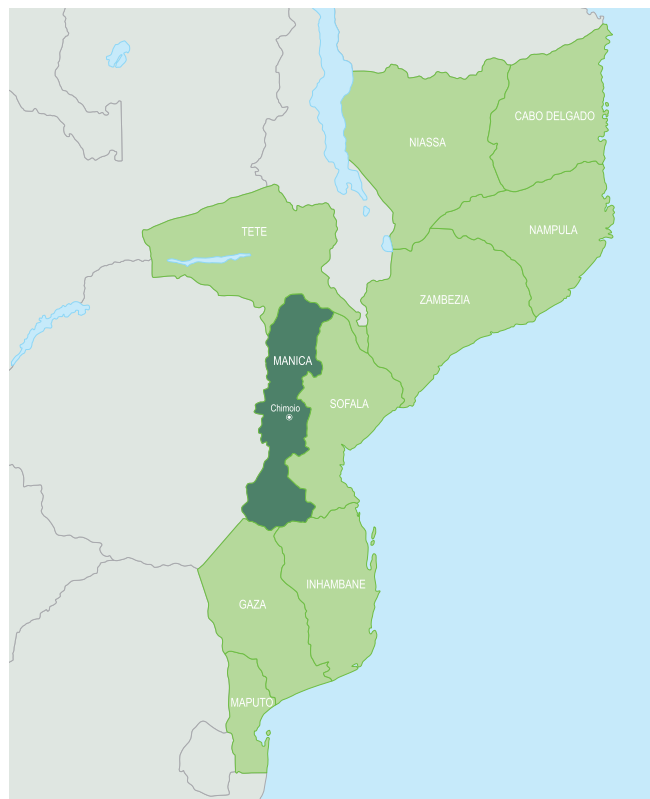 CABO DELGADO
NIASSA
NAMPULA
TETE
ZAMBEZIA
MANICA
SOFALA
Chimoio
INHAMBANE
GAZA
MAPUTO